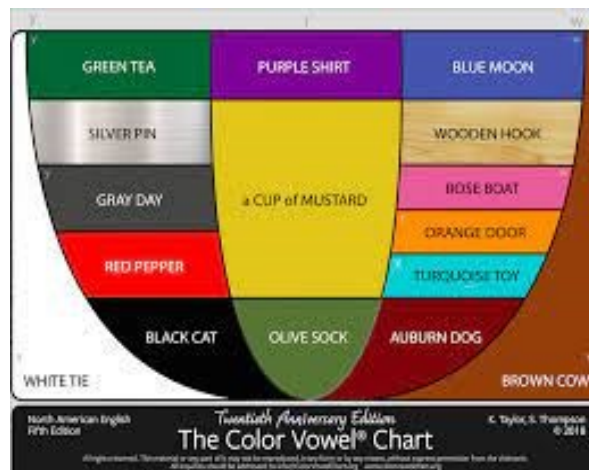 GREEN TEA
PURPLE SHIRT
BLUE MOON
SILVER PIN
WOODEN HOOK
GRAY DAY
a CUP of MUSTARD
ROSE BOAT
ORANGE DOOR
RED PEPPER
TURQUOISE TOY
BLACK CAT
OLIVE SOCK
AUBURN DOG
WHITE TIE
BROWN COW
North American English
Fifth Edition
Twentieth Anniversary Edition
The Color Vowel® Chart
K. Taylor, S. Thompson